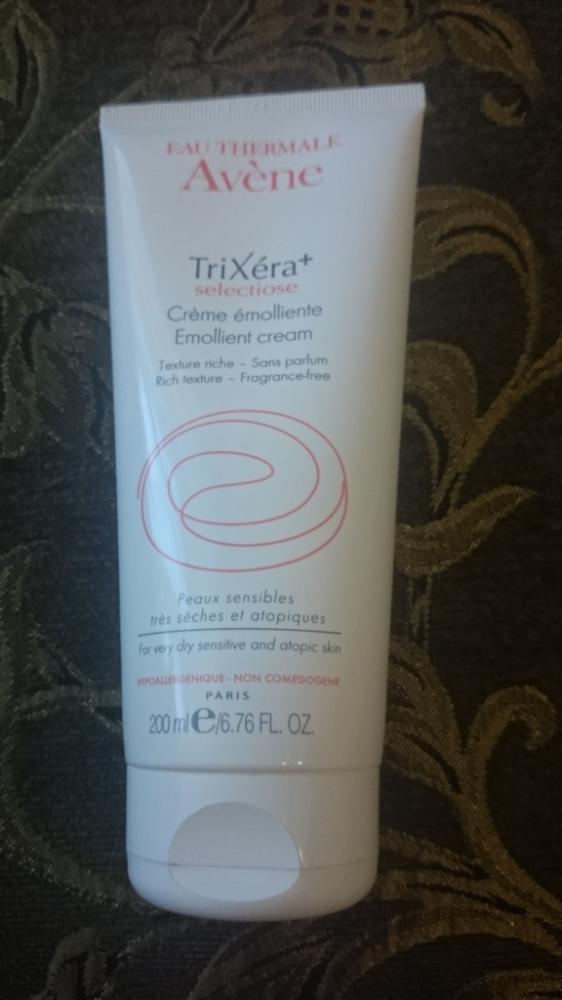 EAU THERMALE
Avène
TriXéra+
selectiose
Crème émolliente
Emollient cream
Texture riche – Sans parfum
Rich texture – Fragrance-free
Peaux sensibles
très sèches et atopiques
For very dry sensitive and atopic skin
HYPOALLERGENIQUE - NON COMEDOGENE
PARIS
200 ml e/6.76 FL. OZ.